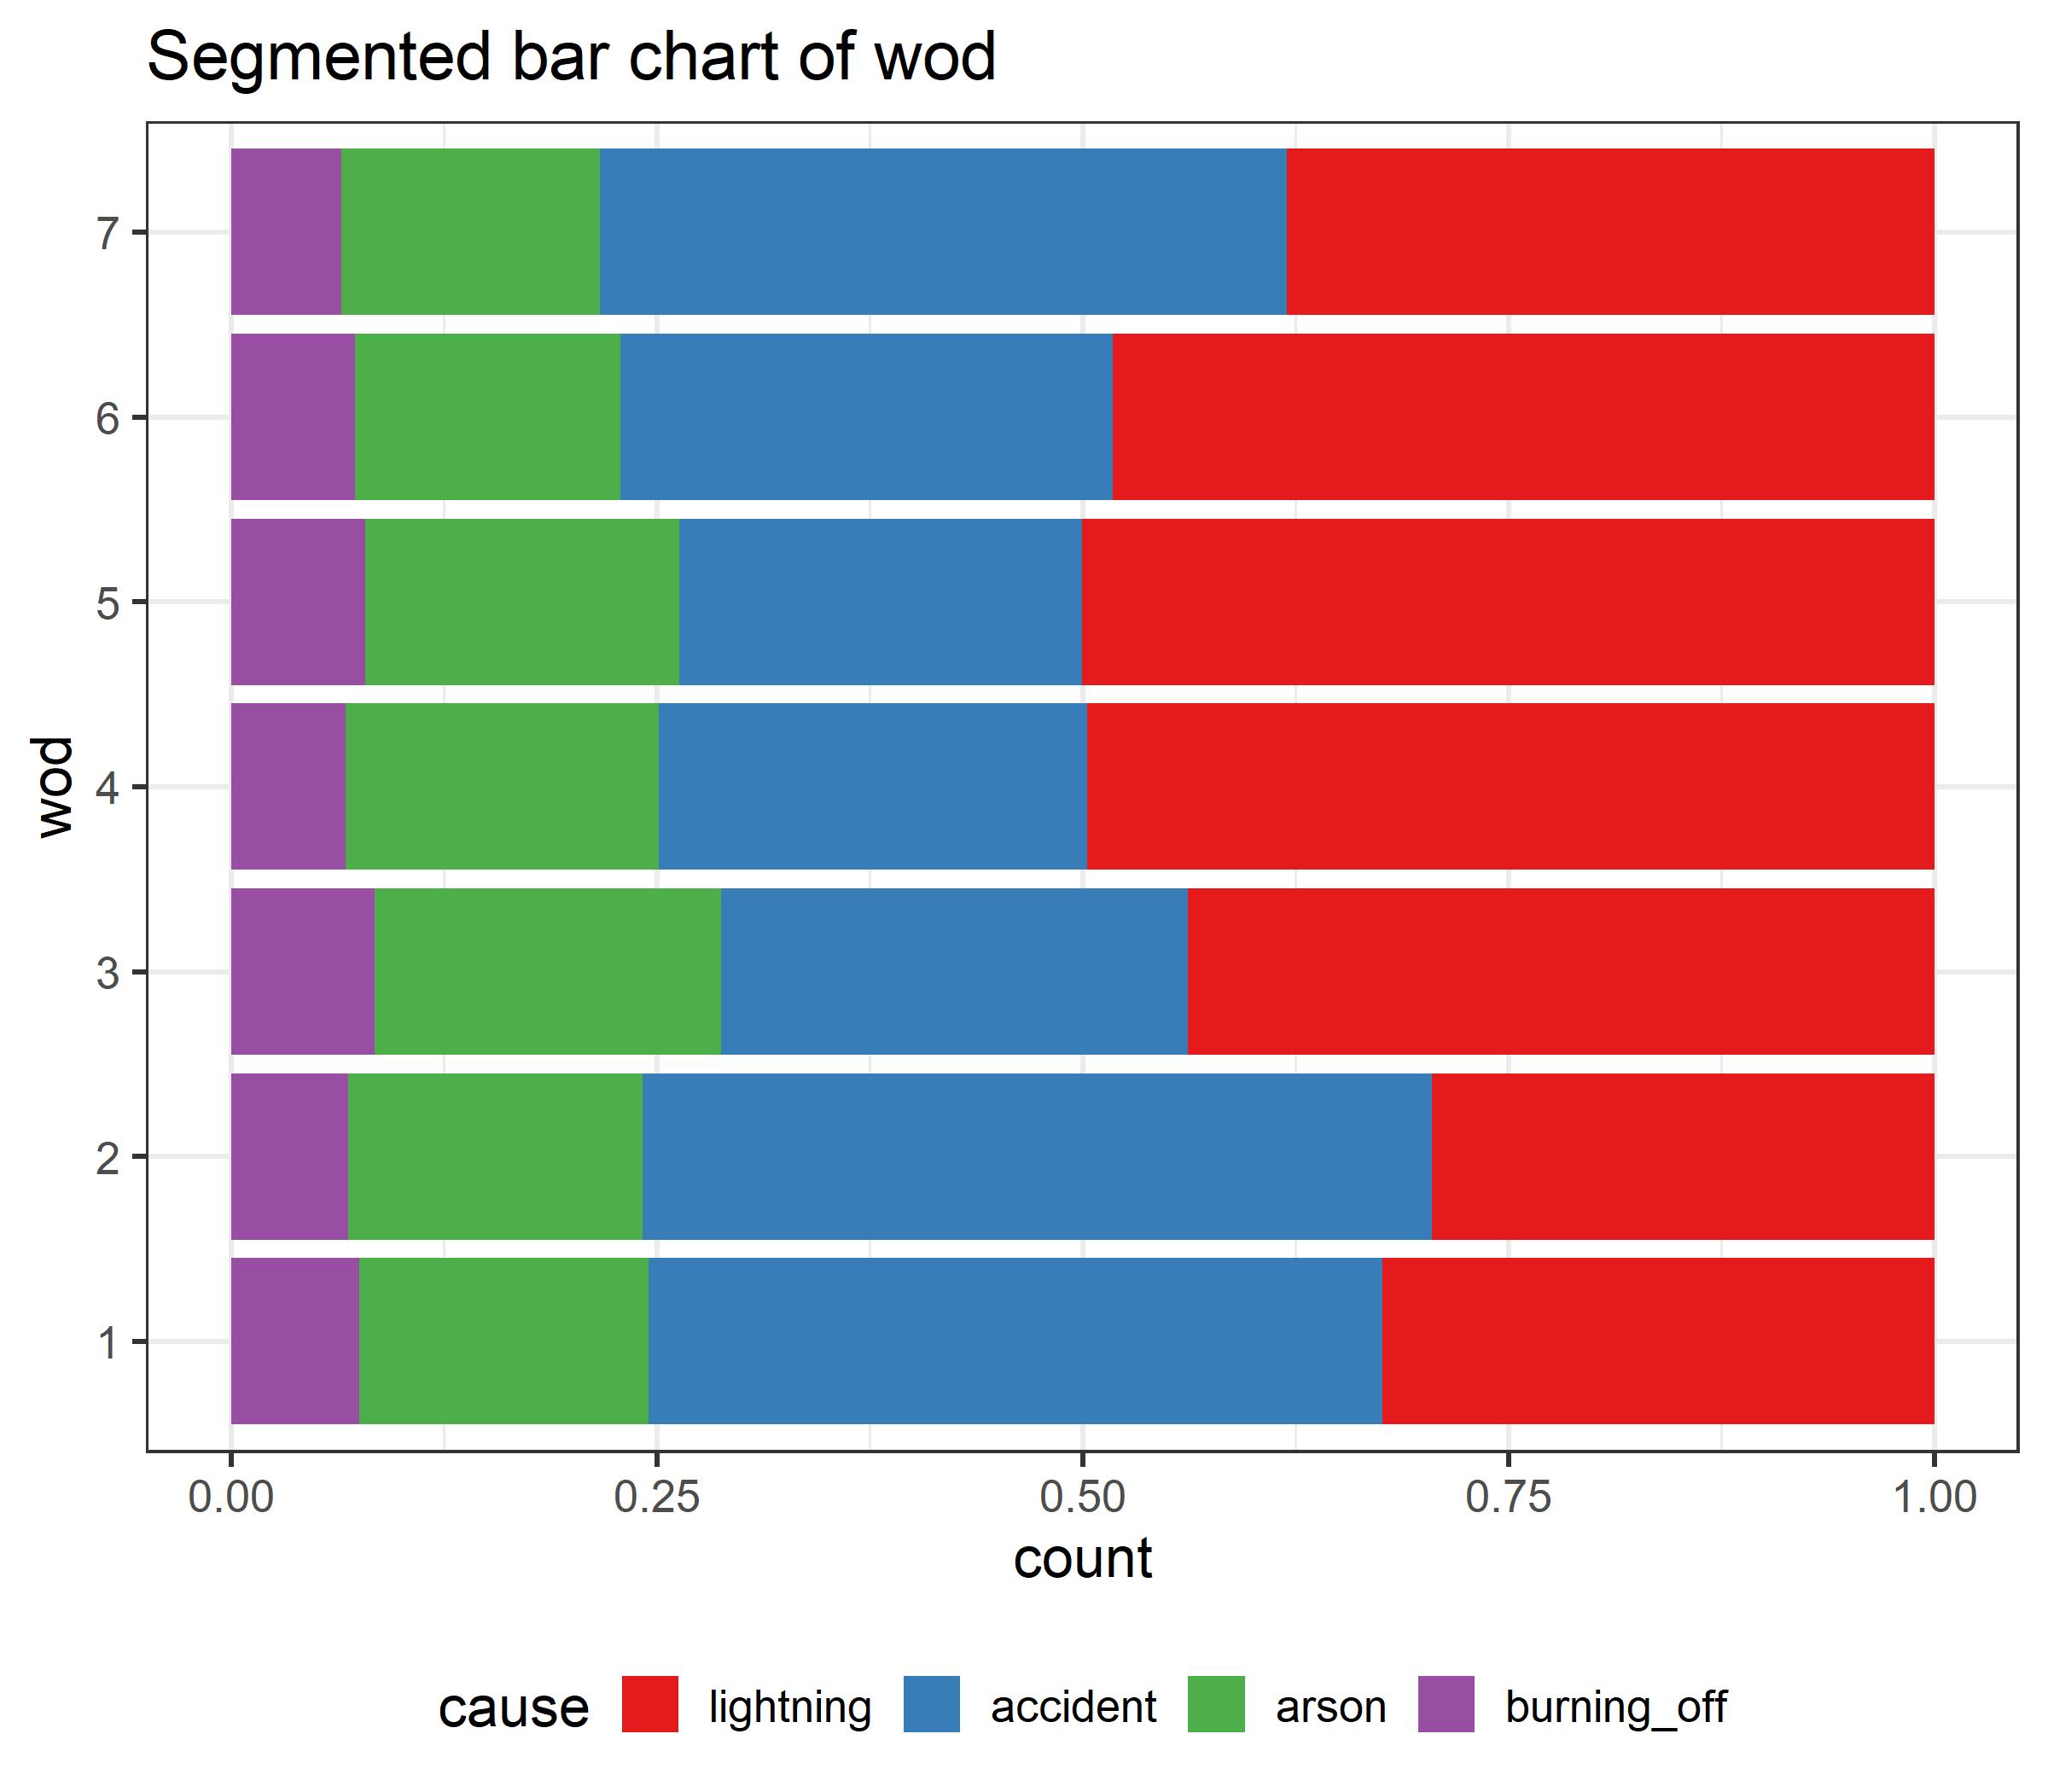 Segmented bar chart of wod
wod
7
6
5
4
3
2
1
0.00 0.25 0.50 0.75 1.00
count
cause lightning accident arson burning_off